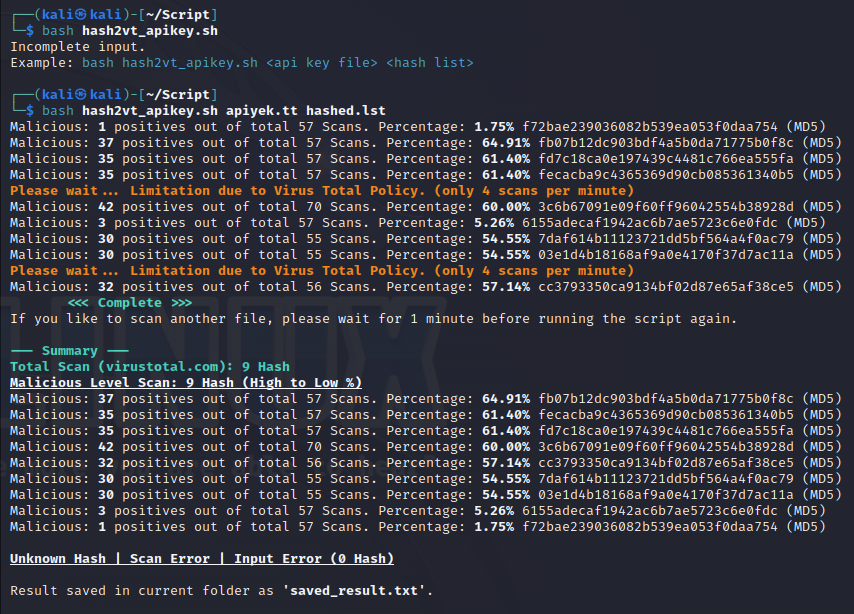 ┌──(kali㉿kali)-[~/Script]
└─$ bash hash2vt_apikey.sh
Incomplete input.
Example: bash hash2vt_apikey.sh <api key file> <hash list>
┌──(kali㉿kali)-[~/Script]
└─$ bash hash2vt_apikey.sh apiyek.tt hashed.lst
Malicious: 1 positives out of total 57 Scans. Percentage: 1.75% f72bae239036082b539ea053f0daa754 (MD5)
Malicious: 37 positives out of total 57 Scans. Percentage: 64.91% fb07b12dc903bdf4a5b0da71775b0f8c (MD5)
Malicious: 35 positives out of total 57 Scans. Percentage: 61.40% fd7c18ca0e197439c4481c766ea555fa (MD5)
Malicious: 35 positives out of total 57 Scans. Percentage: 61.40% fecacba9c4365369d90cb085361340b5 (MD5)
Please wait... Limitation due to Virus Total Policy. (only 4 scans per minute)
Malicious: 42 positives out of total 70 Scans. Percentage: 60.00% 3c6b67091e09f60ff96042554b38928d (MD5)
Malicious: 3 positives out of total 57 Scans. Percentage: 5.26% 6155adecaf1942ac6b7ae5723c6e0fdc (MD5)
Malicious: 30 positives out of total 55 Scans. Percentage: 54.55% 7daf614b11123721dd5bf564a4f0ac79 (MD5)
Malicious: 30 positives out of total 55 Scans. Percentage: 54.55% 03e1d4b18168af9a0e4170f37d7ac11a (MD5)
Please wait... Limitation due to Virus Total Policy. (only 4 scans per minute)
Malicious: 32 positives out of total 56 Scans. Percentage: 57.14% cc3793350ca9134bf02d87e65af38ce5 (MD5)
<<< Complete >>>
If you like to scan another file, please wait for 1 minute before running the script again.
--- Summary ---
Total Scan (virustotal.com): 9 Hash
Malicious Level Scan: 9 Hash (High to Low %)
Malicious: 37 positives out of total 57 Scans. Percentage: 64.91% fb07b12dc903bdf4a5b0da71775b0f8c (MD5)
Malicious: 35 positives out of total 57 Scans. Percentage: 61.40% fecacba9c4365369d90cb085361340b5 (MD5)
Malicious: 35 positives out of total 57 Scans. Percentage: 61.40% fd7c18ca0e197439c4481c766ea555fa (MD5)
Malicious: 42 positives out of total 70 Scans. Percentage: 60.00% 3c6b67091e09f60ff96042554b38928d (MD5)
Malicious: 32 positives out of total 56 Scans. Percentage: 57.14% cc3793350ca9134bf02d87e65af38ce5 (MD5)
Malicious: 30 positives out of total 55 Scans. Percentage: 54.55% 7daf614b11123721dd5bf564a4f0ac79 (MD5)
Malicious: 30 positives out of total 55 Scans. Percentage: 54.55% 03e1d4b18168af9a0e4170f37d7ac11a (MD5)
Malicious: 3 positives out of total 57 Scans. Percentage: 5.26% 6155adecaf1942ac6b7ae5723c6e0fdc (MD5)
Malicious: 1 positives out of total 57 Scans. Percentage: 1.75% f72bae239036082b539ea053f0daa754 (MD5)
Unknown Hash | Scan Error | Input Error (0 Hash)
Result saved in current folder as 'saved_result.txt'.